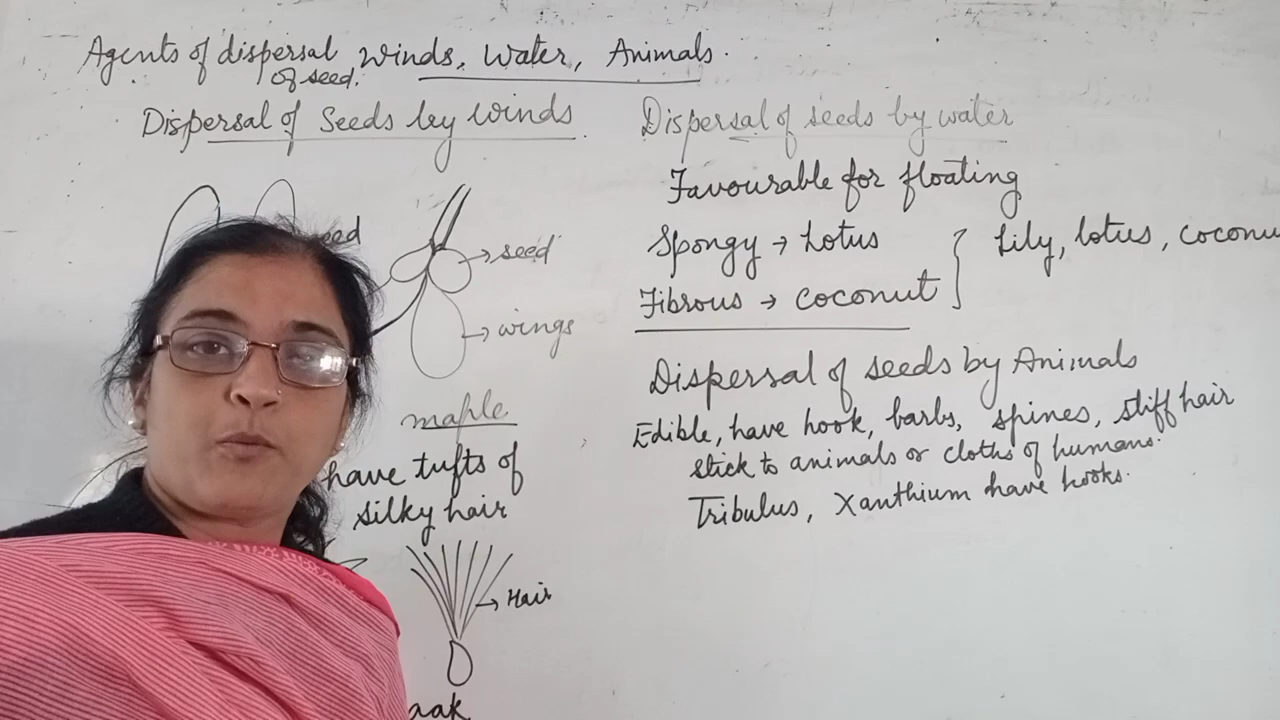 Agents of dispersal Winds, Water, Animals.
of seed.
Dispersal of Seeds by Winds
seed
wings
maple
have tufts of
silky hair
Hair
aak
Dispersal of seeds by water
Favourable for floating
Spongy → Lotus
Fibrous → coconut } Lily, lotus, coconu
Dispersal of seeds by Animals
Edible, have hook, barbs, spines, stiff hair
stick to animals or cloths of humans.
Tribulus, Xanthium have hooks.